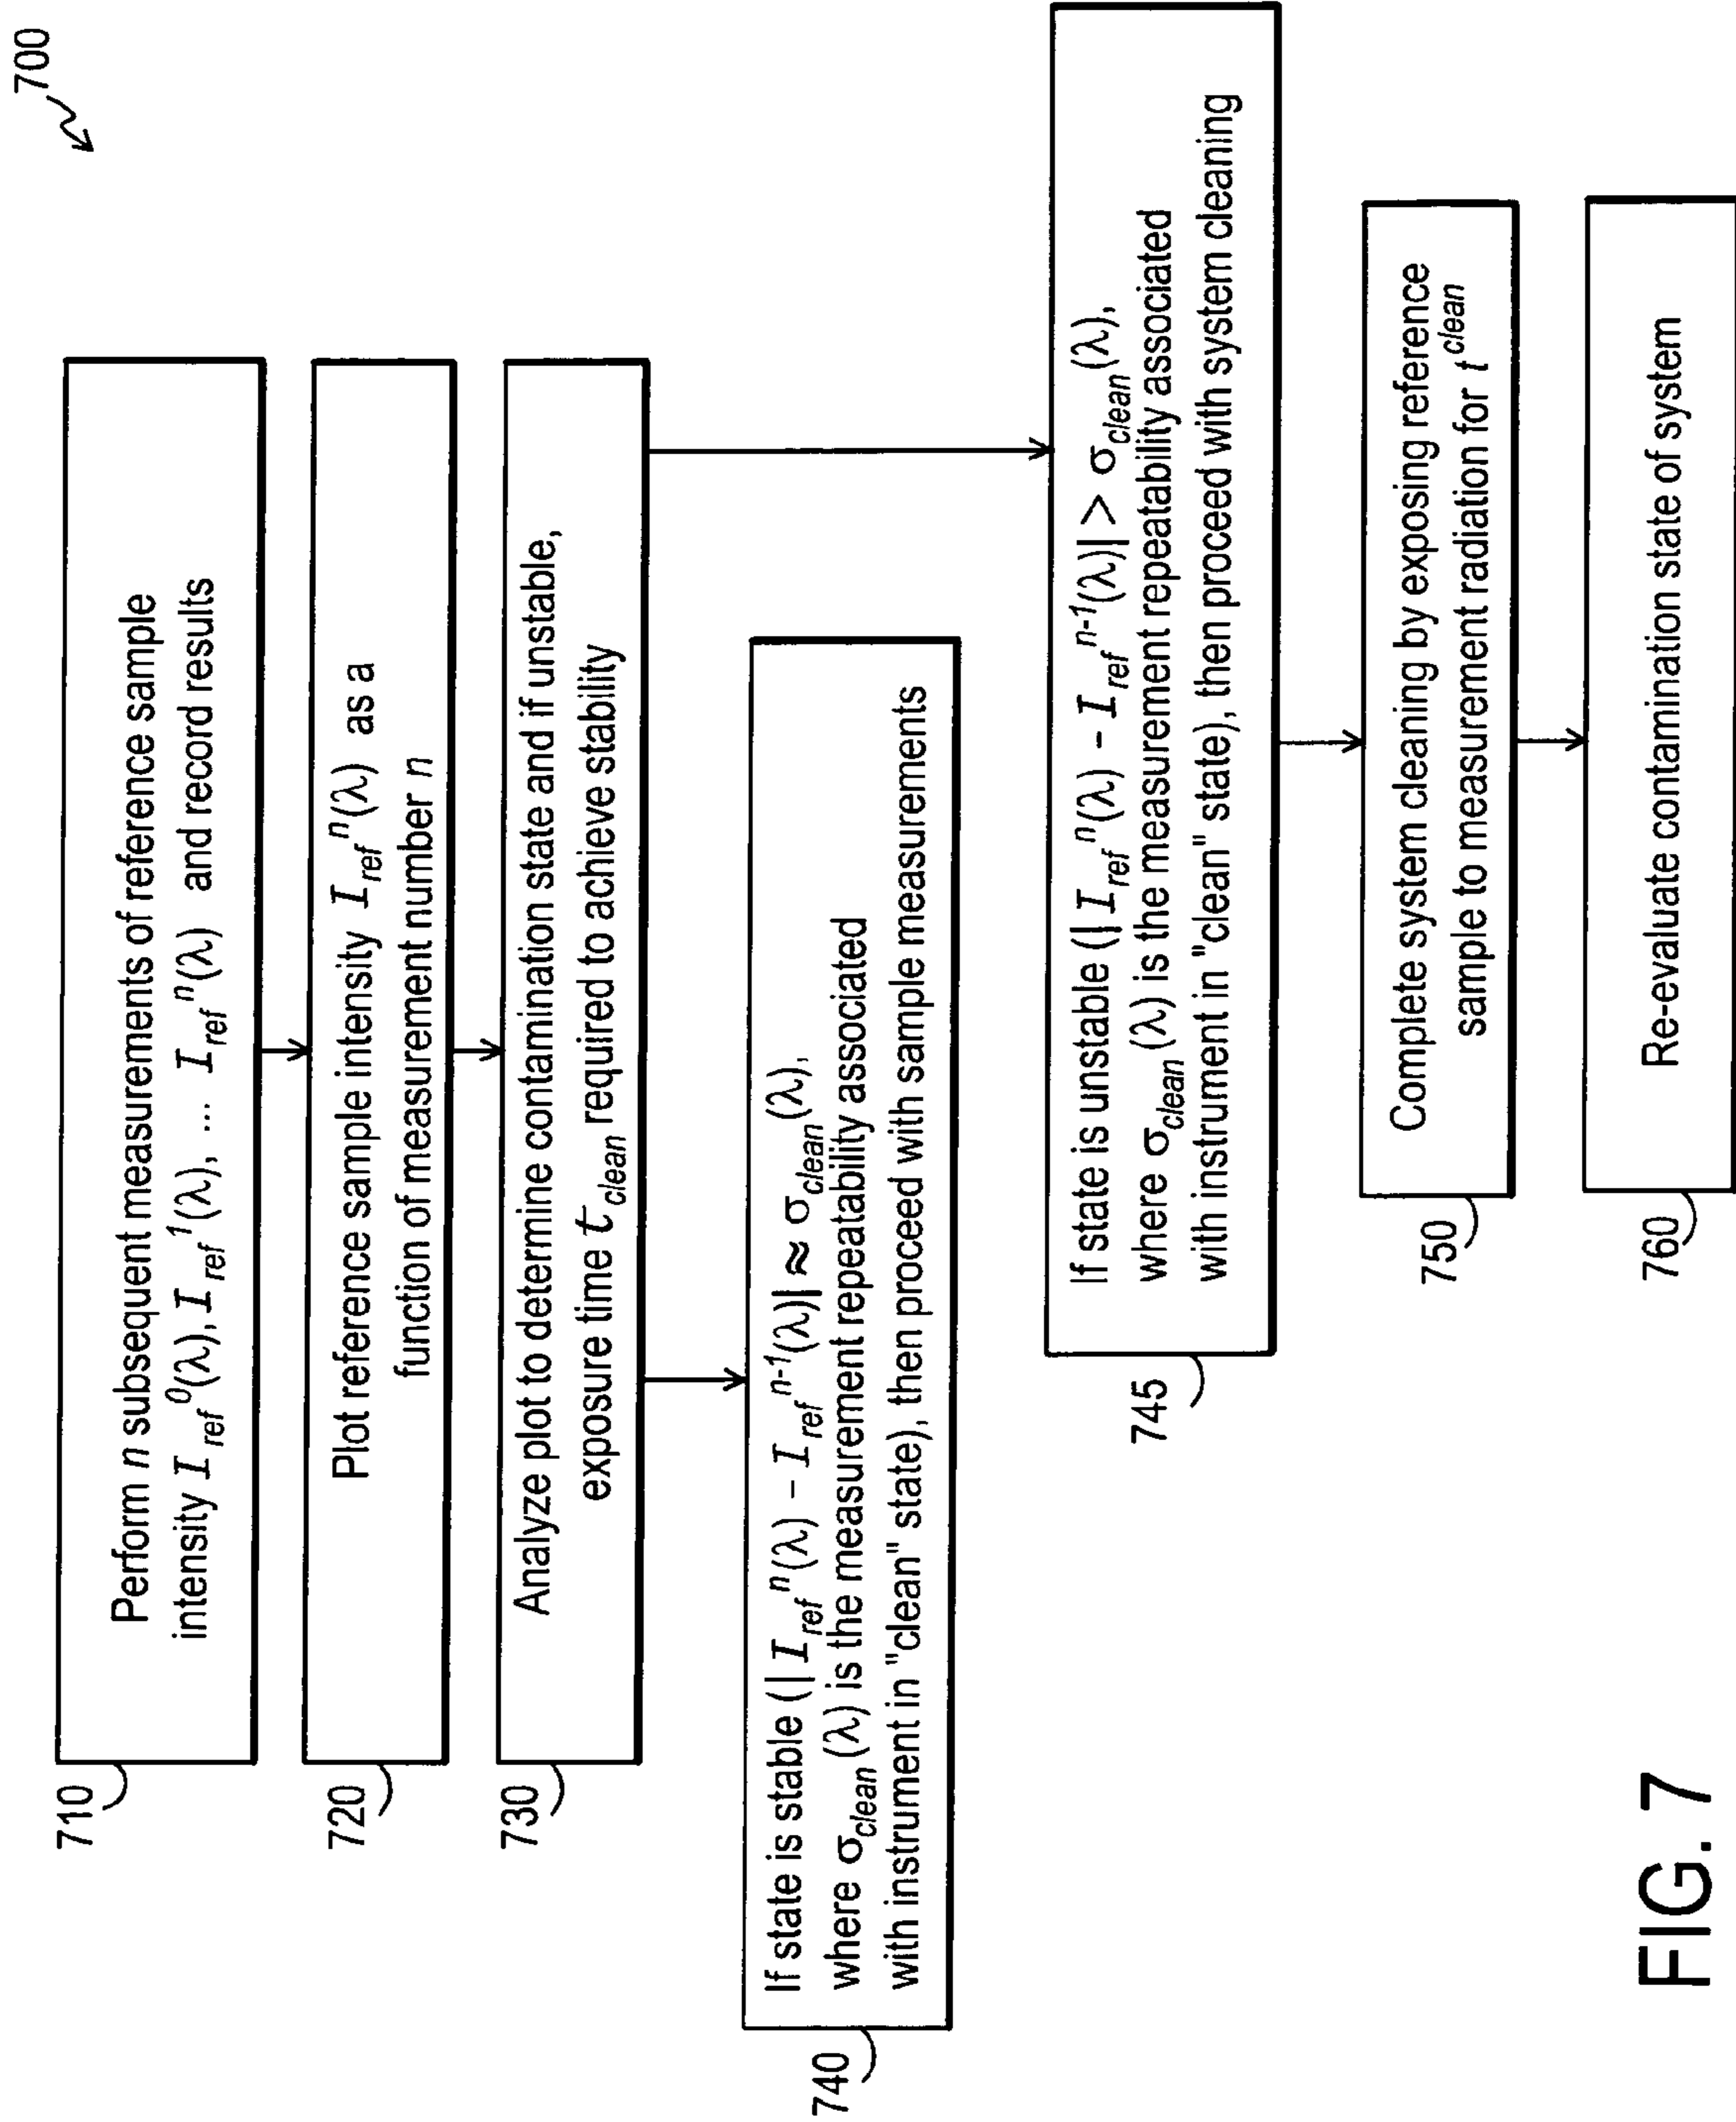 700
710
Perform n subsequent measurements of reference sample
intensity I_ref^0(λ), I_ref^1(λ), ... I_ref^n(λ) and record results
720
Plot reference sample intensity I_ref^n(λ) as a
function of measurement number n
730
Analyze plot to determine contamination state and if unstable,
exposure time t_clean required to achieve stability
740
If state is stable (| I_ref^n(λ) – I_ref^n-1(λ)| ≈ σ_clean(λ),
where σ_clean(λ) is the measurement repeatability associated
with instrument in "clean" state), then proceed with sample measurements
745
If state is unstable (| I_ref^n(λ) – I_ref^n-1(λ)| > σ_clean(λ),
where σ_clean(λ) is the measurement repeatability associated
with instrument in "clean" state), then proceed with system cleaning
750
Complete system cleaning by exposing reference
sample to measurement radiation for t^clean
760
Re-evaluate contamination state of system
FIG. 7